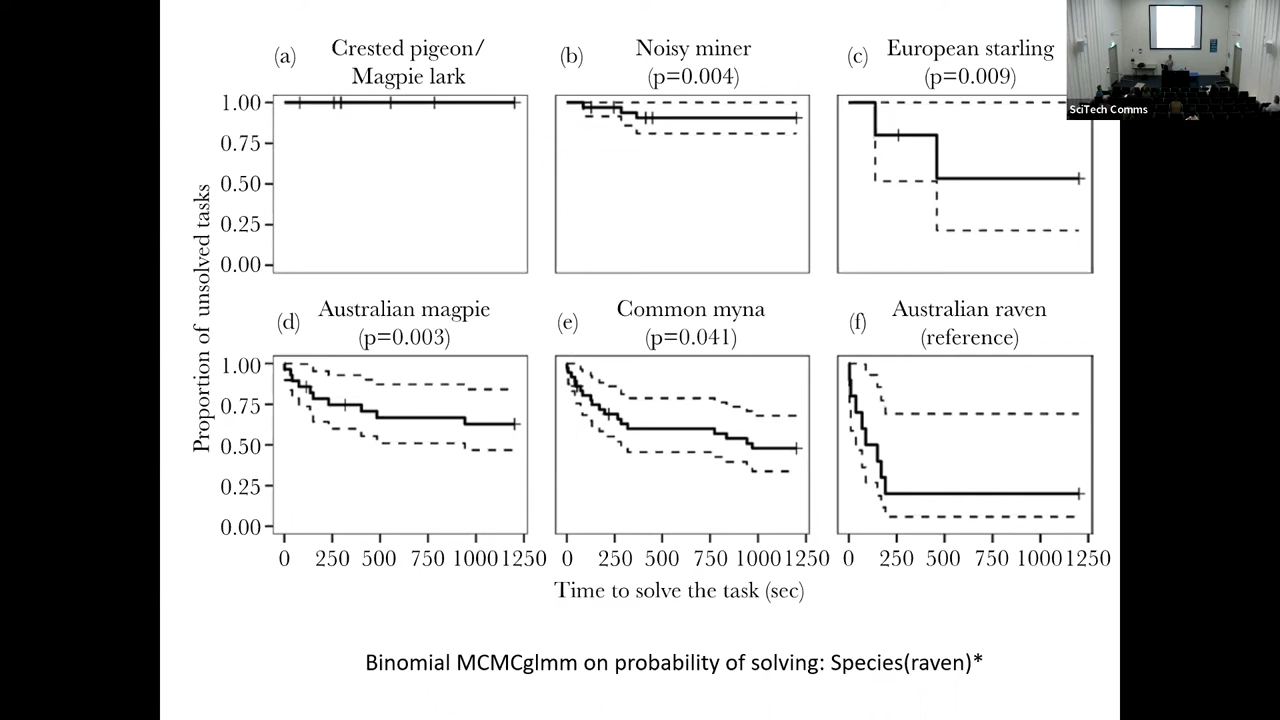 (a) Crested pigeon/
Magpie lark
(b) Noisy miner
(p=0.004)
(c) European starling
(p=0.009)
SciTech Comms
1.00
0.75
0.50
0.25
0.00
Proportion of unsolved tasks
(d) Australian magpie
(p=0.003)
(e) Common myna
(p=0.041)
(f) Australian raven
(reference)
1.00
0.75
0.50
0.25
0.00
0 250 500 750 1000 1250
0 250 500 750 1000 1250
0 250 500 750 1000 1250
Time to solve the task (sec)
Binomial MCMCglmm on probability of solving: Species(raven)*